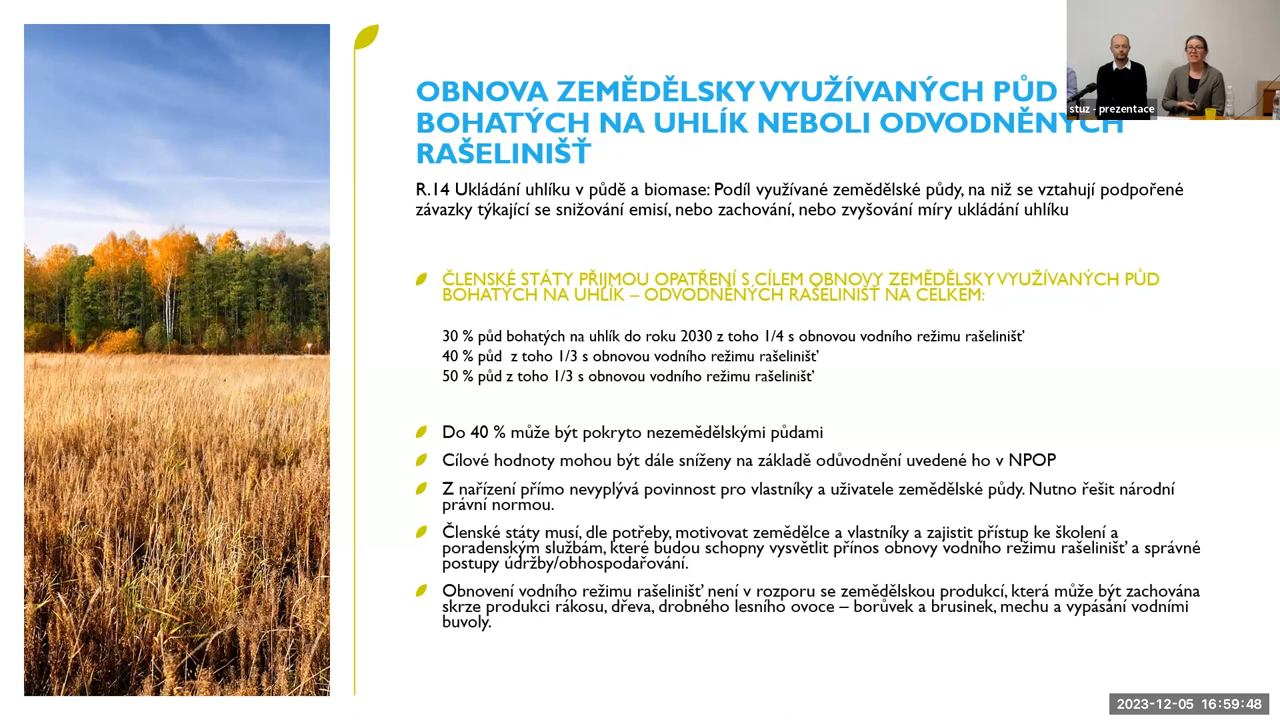 OBNOVA ZEMĚDĚLSKY VYUŽÍVANÝCH PŮD
BOHATÝCH NA UHLÍK NEBOLI ODVODNĚNÝCH
RAŠELINIŠŤ
stuz - prezentace
R.14 Ukládání uhlíku v půdě a biomase: Podíl využívané zemědělské půdy, na niž se vztahují podpořené
závazky týkající se snižování emisí, nebo zachování, nebo zvyšování míry ukládání uhlíku
ČLENSKÉ STÁTY PŘIJMOU OPATŘENÍ S CÍLEM OBNOVY ZEMĚDĚLSKY VYUŽÍVANÝCH PŮD
BOHATÝCH NA UHLÍK – ODVODNĚNÝCH RAŠELINIŠŤ NA CELKEM:
30 % půd bohatých na uhlík do roku 2030 z toho 1/4 s obnovou vodního režimu rašelinišť
40 % půd z toho 1/3 s obnovou vodního režimu rašelinišť
50 % půd z toho 1/3 s obnovou vodního režimu rašelinišť
Do 40 % může být pokryto nezemědělskými půdami
Cílové hodnoty mohou být dále sníženy na základě odůvodnění uvedené ho v NPOP
Z nařízení přímo nevyplývá povinnost pro vlastníky a uživatele zemědělské půdy. Nutno řešit národní
právní normou.
Členské státy musí, dle potřeby, motivovat zemědělce a vlastníky a zajistit přístup ke školení a
poradenským službám, které budou schopny vysvětlit přínos obnovy vodního režimu rašelinišť a správné
postupy údržby/obhospodařování.
Obnovení vodního režimu rašelinišť není v rozporu se zemědělskou produkcí, která může být zachována
skrze produkci rákosu, dřeva, drobného lesního ovoce – borůvek a brusinek, mechu a vypásání vodními
buvoly.
2023-12-05 16:59:48